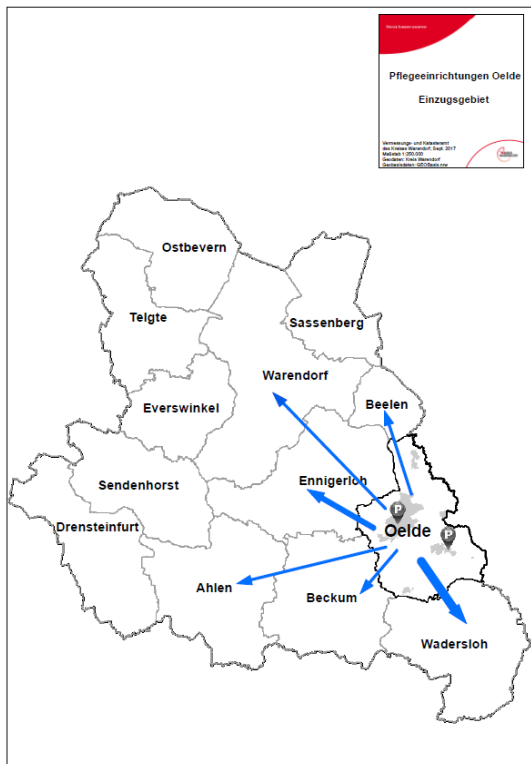 Pflegeeinrichtungen Oelde
Einzugsgebiet
Vermessungs- und Katasteramt
des Kreises Warendorf, Sept. 2017
Maßstab 1:250.000
Geodaten: Kreis Warendorf
Geobasisdaten: GEObasis.nrw
Ostbevern
Telgte
Sassenberg
Warendorf
Beelen
Everswinkel
Ennigerloh
Sendenhorst
Drensteinfurt
P
Oelde
P
Ahlen
Beckum
Wadersloh